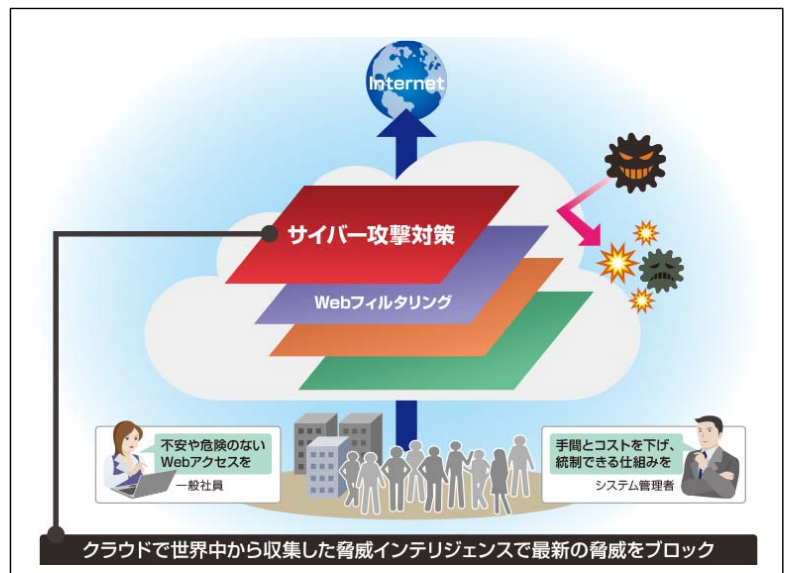 Internet
サイバー攻撃対策
Webフィルタリング
不安や危険のない
Webアクセスを
一般社員
手間とコストを下げ、
統制できる仕組みを
システム管理者
クラウドで世界中から収集した脅威インテリジェンスで最新の脅威をブロック